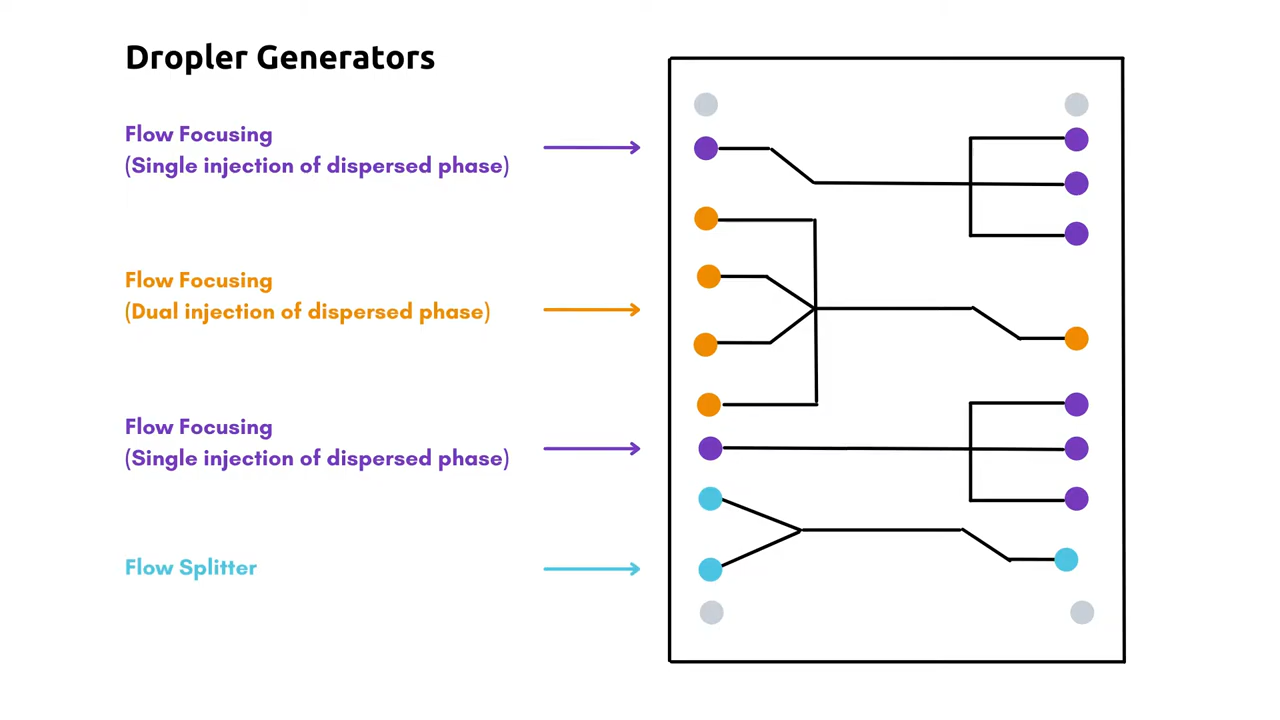 Dropler Generators
Flow Focusing
(Single injection of dispersed phase)
Flow Focusing
(Dual injection of dispersed phase)
Flow Focusing
(Single injection of dispersed phase)
Flow Splitter